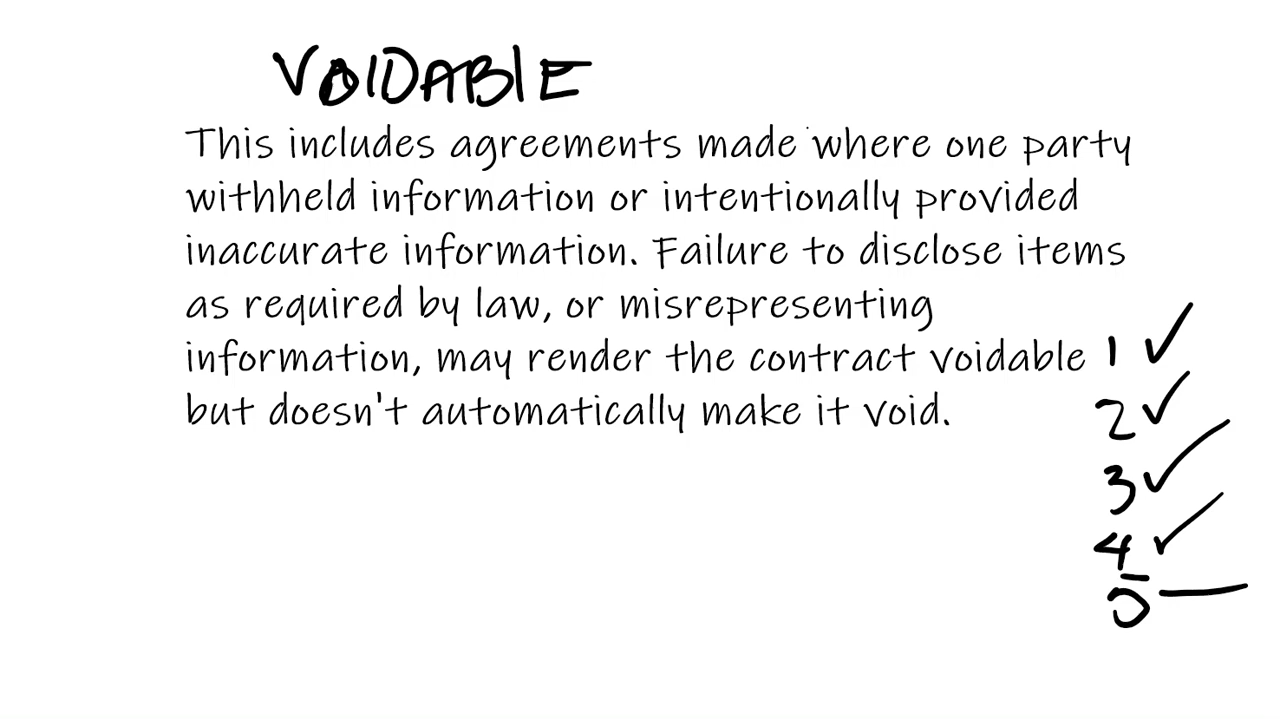 VOIDABLE
This includes agreements made where one party
withheld information or intentionally provided
inaccurate information. Failure to disclose items
as required by law, or misrepresenting
information, may render the contract voidable
but doesn't automatically make it void.
1 ✓
2 ✓
3 ✓
4 ✓
5 —